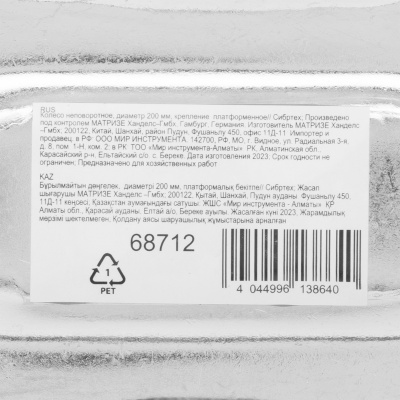 RUS
Колесо неповоротное, диаметр 200 мм, крепление платформенное// Сибртех; Произведено
под контролем МАТРИЗЕ Ханделс-Гмбх, Гамбург, Германия. Изготовитель МАТРИЗЕ Ханделс
-Гмбх, 200122, Китай, Шанхай, район Пудун, Фушаньлу 450, офис 11Д-11. Импортер и
продавец в РФ: ООО "МИР ИНСТРУМЕНТА", 142700, РФ, МО, г. Видное, ул. Радиальная 3-я,
д. 8, пом. 1-Н, ком. 2, в РК: ТОО «Мир инструмента-Алматы» РК, Алматинская обл.,
Карасайский р-н, Ельтайский с/о с. Береке. Дата изготовления 2023; Срок годности не
ограничен; Предназначено для хозяйственных работ
KAZ
Бұрылмайтын дөңгелек, диаметрі 200 мм, платформалық бекітпе// Сибртех; Жасап
шығарушы МАТРИЗЕ Ханделс-Гмбх, 200122, Қытай, Шанхай, Пудун ауданы, Фушаньлу 450,
11Д-11 кеңсесі, Қазақстан аумағындағы сатушы: ЖШС «Мир инструмента - Алматы» ҚР
Алматы обл., Қарасай ауданы, Елтай а/о, Береке ауылы. Жасалған күні 2023, Жарамдылық
мерзімі шектелмеген; Қолдану аясы шаруашылық жұмыстарына арналған
68712
1
PET
4 044996 138640